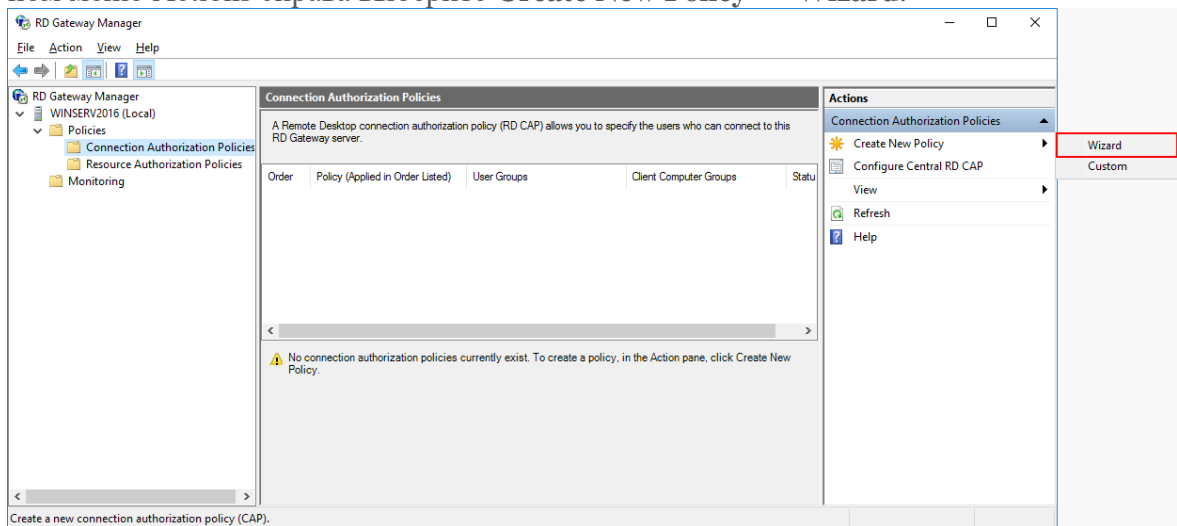 RD Gateway Manager
File Action View Help
RD Gateway Manager
WINSERV2016 (Local)
Policies
Connection Authorization Policies
Resource Authorization Policies
Monitoring
Connection Authorization Policies
A Remote Desktop connection authorization policy (RD CAP) allows you to specify the users who can connect to this
RD Gateway server.
Order Policy (Applied in Order Listed) User Groups Client Computer Groups Statu
No connection authorization policies currently exist. To create a policy, in the Action pane, click Create New
Policy.
Actions
Connection Authorization Policies
Create New Policy
Configure Central RD CAP
View
Refresh
Help
Wizard
Custom
Create a new connection authorization policy (CAP).